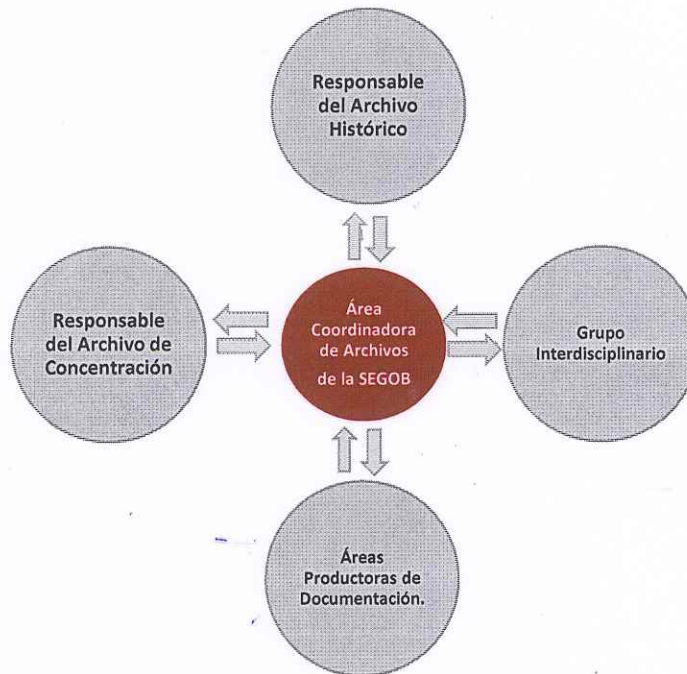 Responsable
del Archivo
Histórico
Responsable
del Archivo de
Concentración
Área
Coordinadora
de Archivos
de la SEGOB
Grupo
Interdisciplinario
Áreas
Productoras de
Documentación.